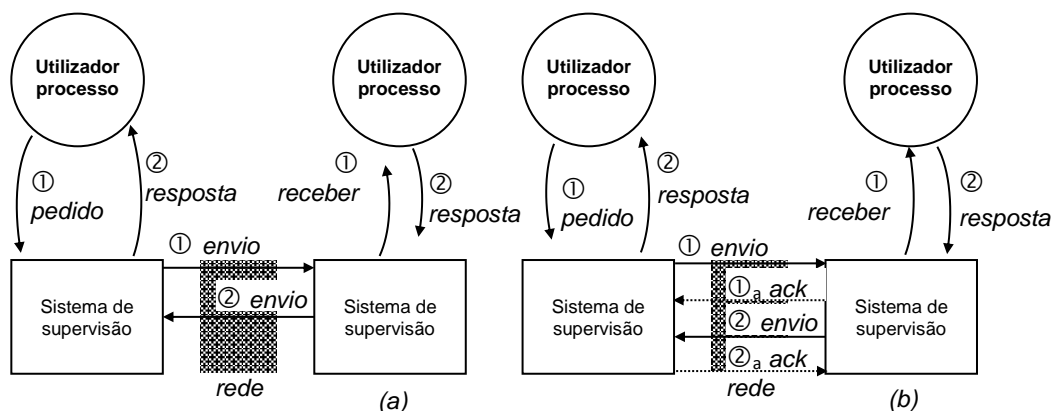 Utilizador
processo
Utilizador
processo
① pedido
② resposta
① receber
② resposta
① envio
② envio
Sistema de
supervisão
Sistema de
supervisão
rede
(a)
Utilizador
processo
Utilizador
processo
① pedido
② resposta
① receber
② resposta
① envio
①a ack
② envio
②a ack
Sistema de
supervisão
Sistema de
supervisão
rede
(b)